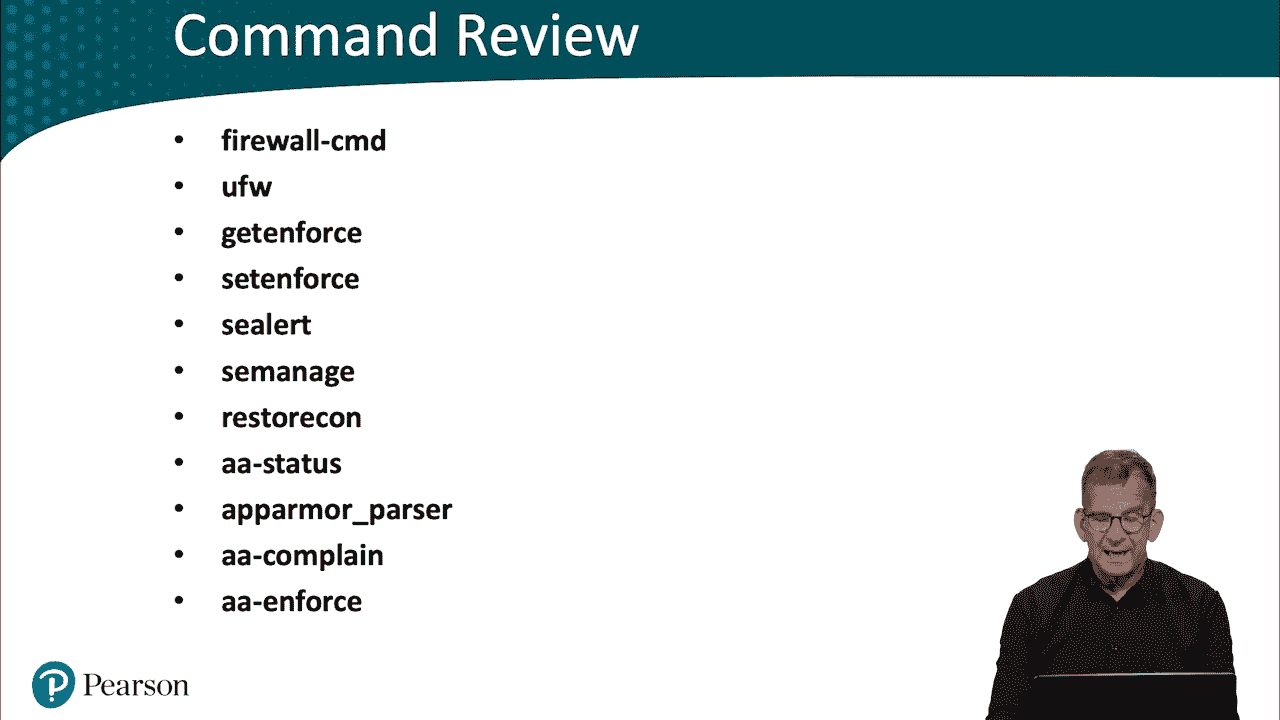 Command Review
• firewall-cmd
• ufw
• getenforce
• setenforce
• sealert
• semanage
• restorecon
• aa-status
• apparmor_parser
• aa-complain
• aa-enforce
Pearson